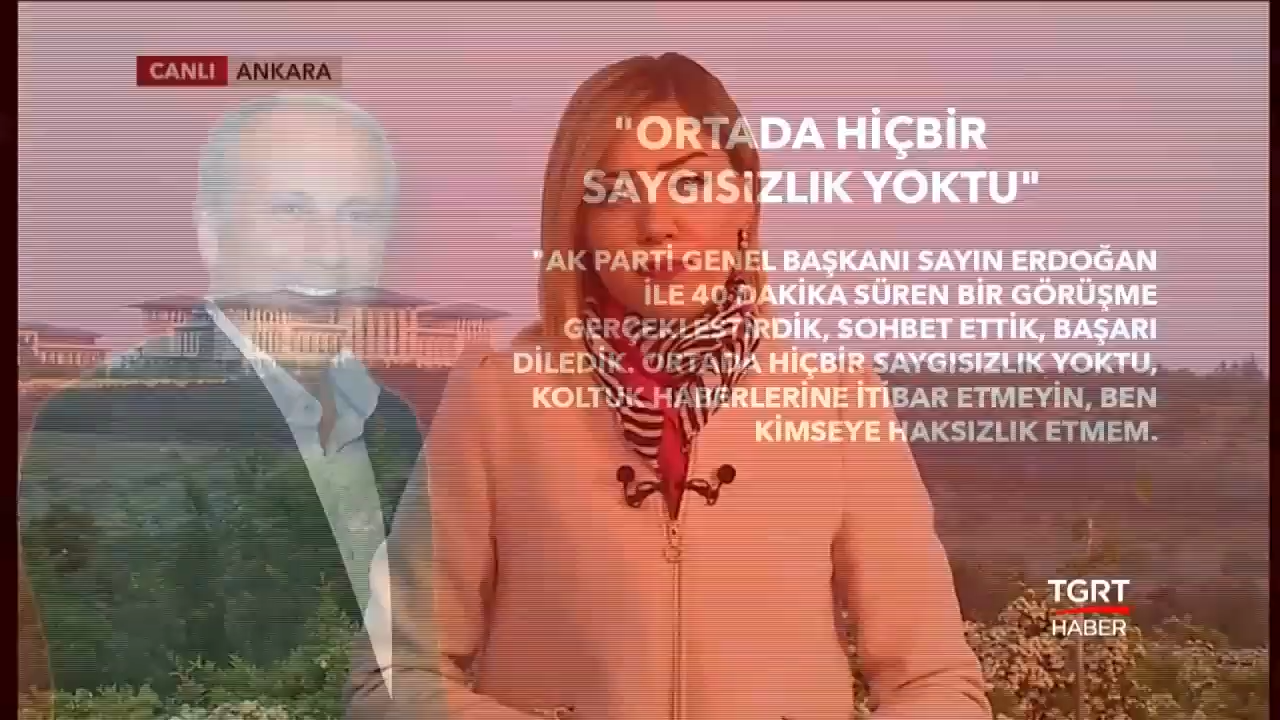 CANLI ANKARA
"ORTADA HİÇBİR
SAYGISIZLIK YOKTU"
"AK PARTİ GENEL BAŞKANI SAYIN ERDOĞAN
İLE 40 DAKİKA SÜREN BİR GÖRÜŞME
GERÇEKLEŞTİRDİK, SOHBET ETTİK, BAŞARI
DİLEDİK. ORTADA HİÇBİR SAYGISIZLIK YOKTU,
KOLTUK HABERLERİNE İTİBAR ETMEYİN, BEN
KİMSEYE HAKSIZLIK ETMEM.
TGRT
HABER